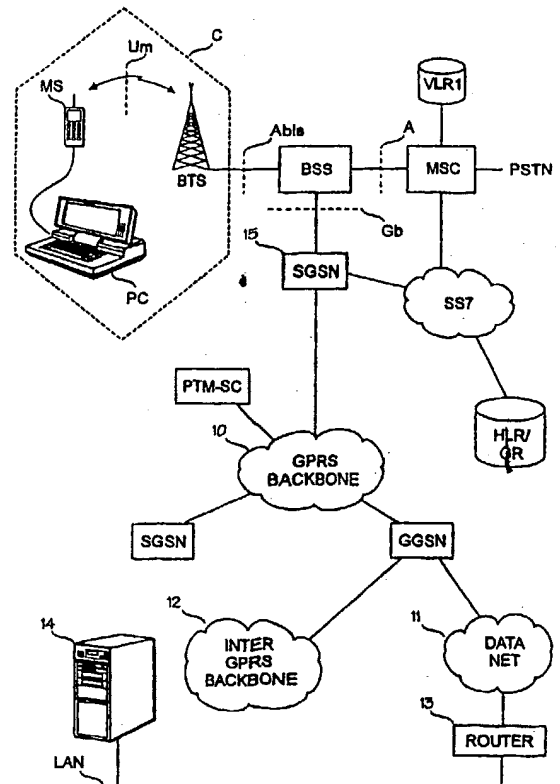 C
Um
MS
VLR1
Abis
A
BTS
BSS
MSC
PSTN
Gb
15
SGSN
PC
SS7
PTM-SC
10
GPRS
BACKBONE
HLR/
GR
SGSN
GGSN
12
14
11
INTER
GPRS
BACKBONE
DATA
NET
13
ROUTER
LAN